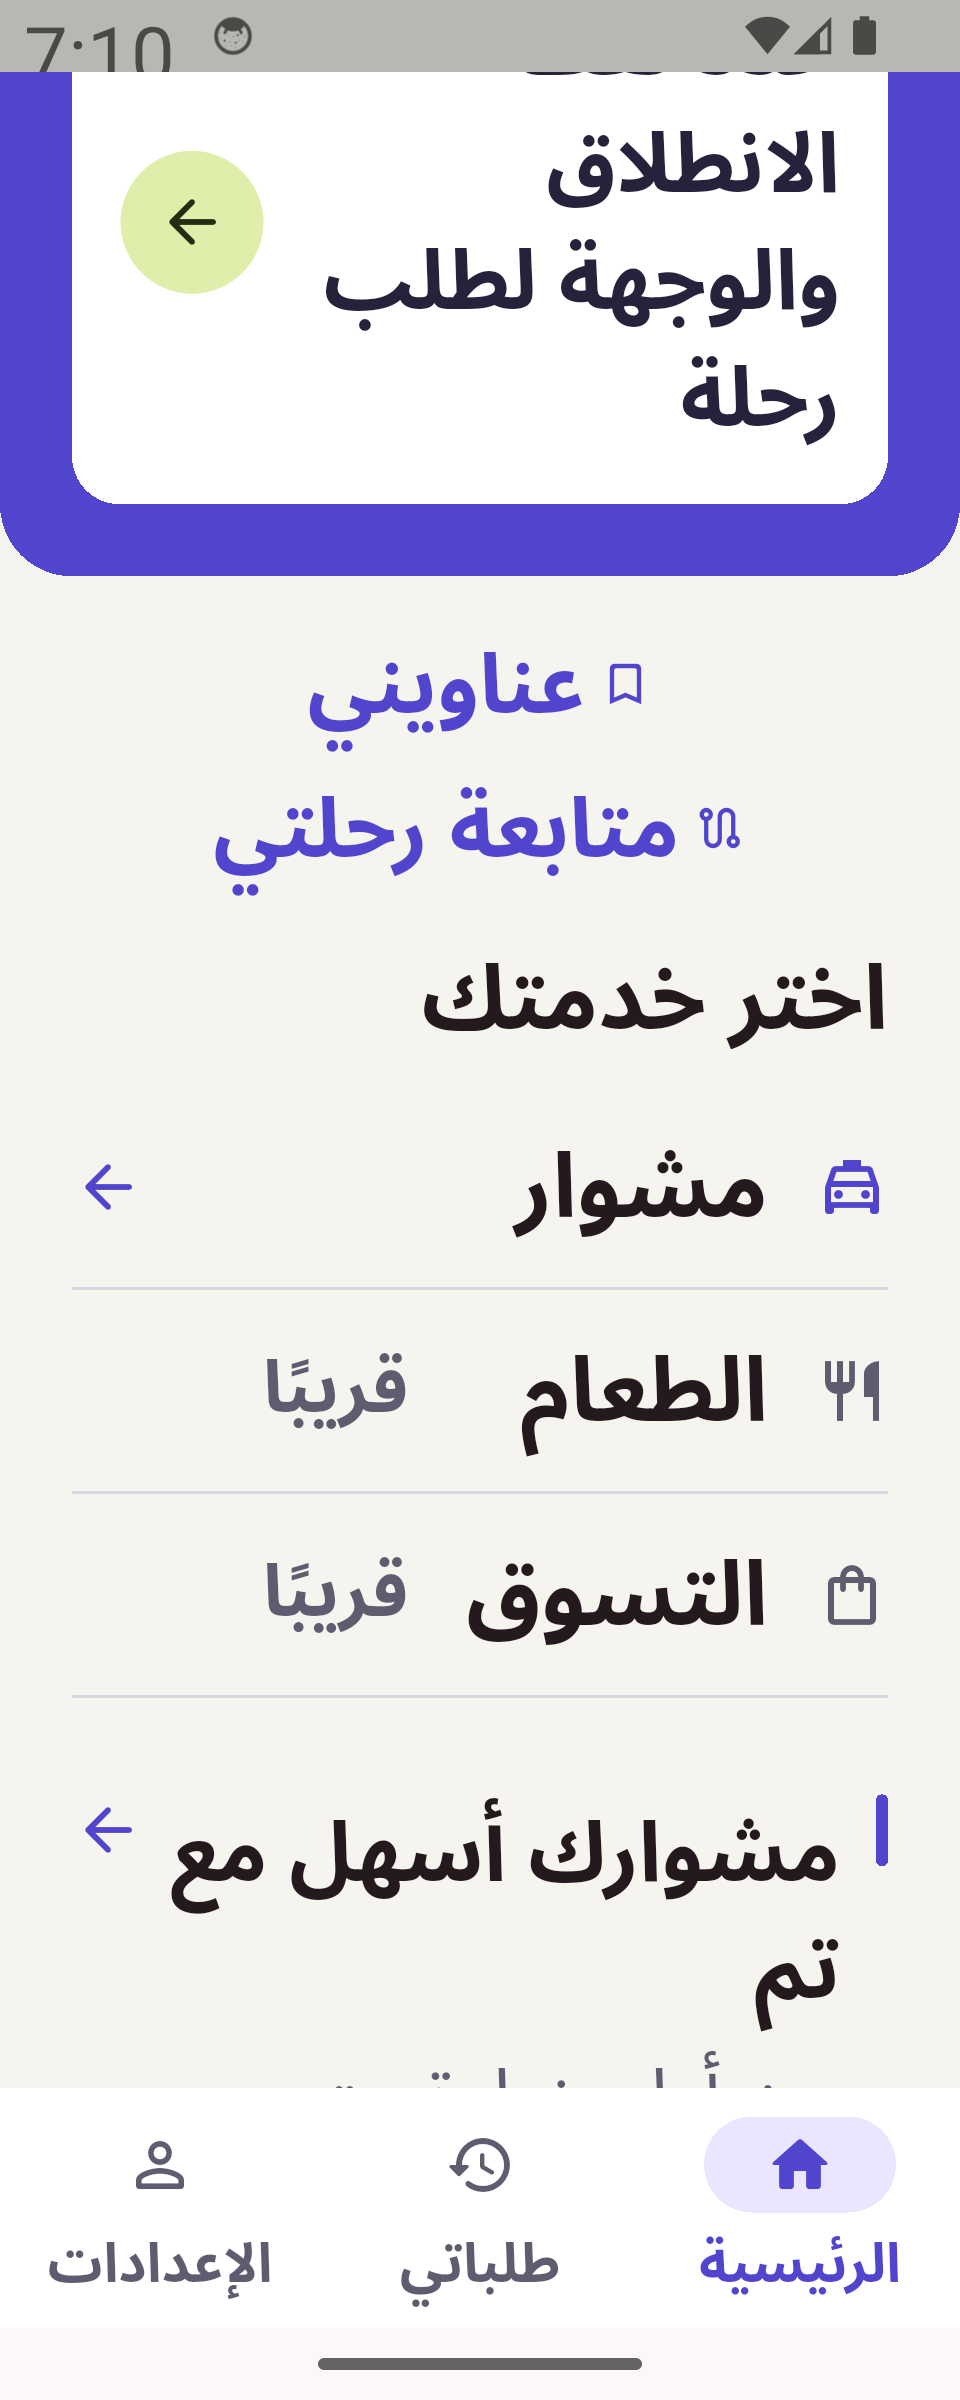 7:10
الانطلاق
والوجهة لطلب
رحلة
عناويني
متابعة رحلتي
اختر خدمتك
مشوار
الطعام قريبًا
التسوق قريبًا
مشوارك أسهل مع
تم
الرئيسية طلباتي الإعدادات